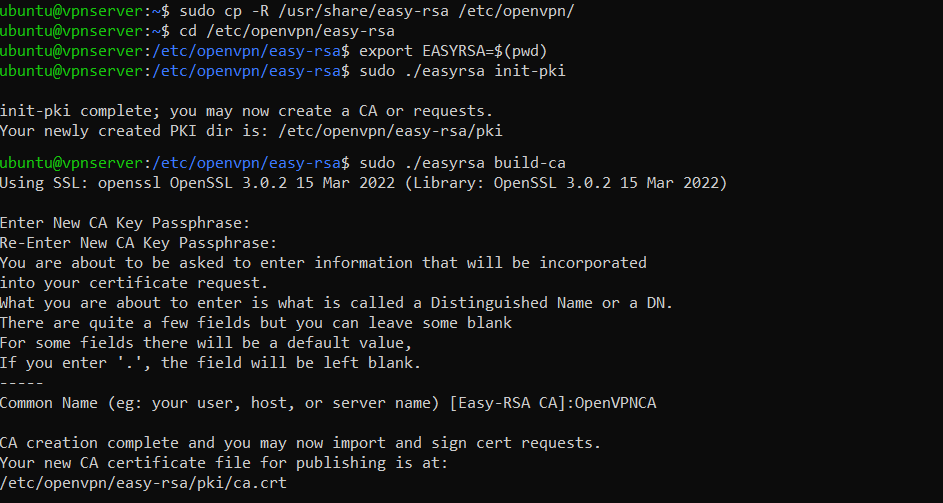 ubuntu@vpnserver:~$ sudo cp -R /usr/share/easy-rsa /etc/openvpn/
ubuntu@vpnserver:~$ cd /etc/openvpn/easy-rsa
ubuntu@vpnserver:/etc/openvpn/easy-rsa$ export EASYRSA=$(pwd)
ubuntu@vpnserver:/etc/openvpn/easy-rsa$ sudo ./easyrsa init-pki
init-pki complete; you may now create a CA or requests.
Your newly created PKI dir is: /etc/openvpn/easy-rsa/pki
ubuntu@vpnserver:/etc/openvpn/easy-rsa$ sudo ./easyrsa build-ca
Using SSL: openssl OpenSSL 3.0.2 15 Mar 2022 (Library: OpenSSL 3.0.2 15 Mar 2022)
Enter New CA Key Passphrase:
Re-Enter New CA Key Passphrase:
You are about to be asked to enter information that will be incorporated
into your certificate request.
What you are about to enter is what is called a Distinguished Name or a DN.
There are quite a few fields but you can leave some blank
For some fields there will be a default value,
If you enter '.', the field will be left blank.
-----
Common Name (eg: your user, host, or server name) [Easy-RSA CA]:OpenVPNCA
CA creation complete and you may now import and sign cert requests.
Your new CA certificate file for publishing is at:
/etc/openvpn/easy-rsa/pki/ca.crt